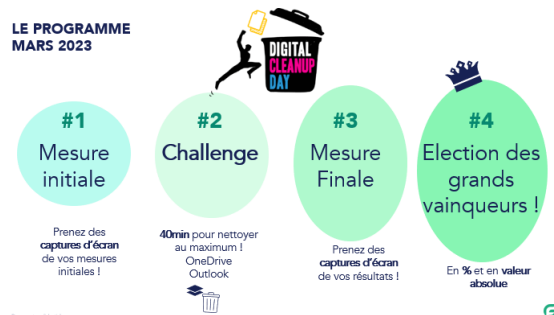 LE PROGRAMME
MARS 2023
DIGITAL
CLEANUP
DAY
#1
Mesure
initiale
Prenez des
captures d'écran
de vos mesures
initiales !
#2
Challenge
40min pour nettoyer
au maximum !
OneDrive
Outlook
#3
Mesure
Finale
Prenez des
captures d'écran
de vos résultats !
#4
Election des
grands
vainqueurs !
En % et en valeur
absolue